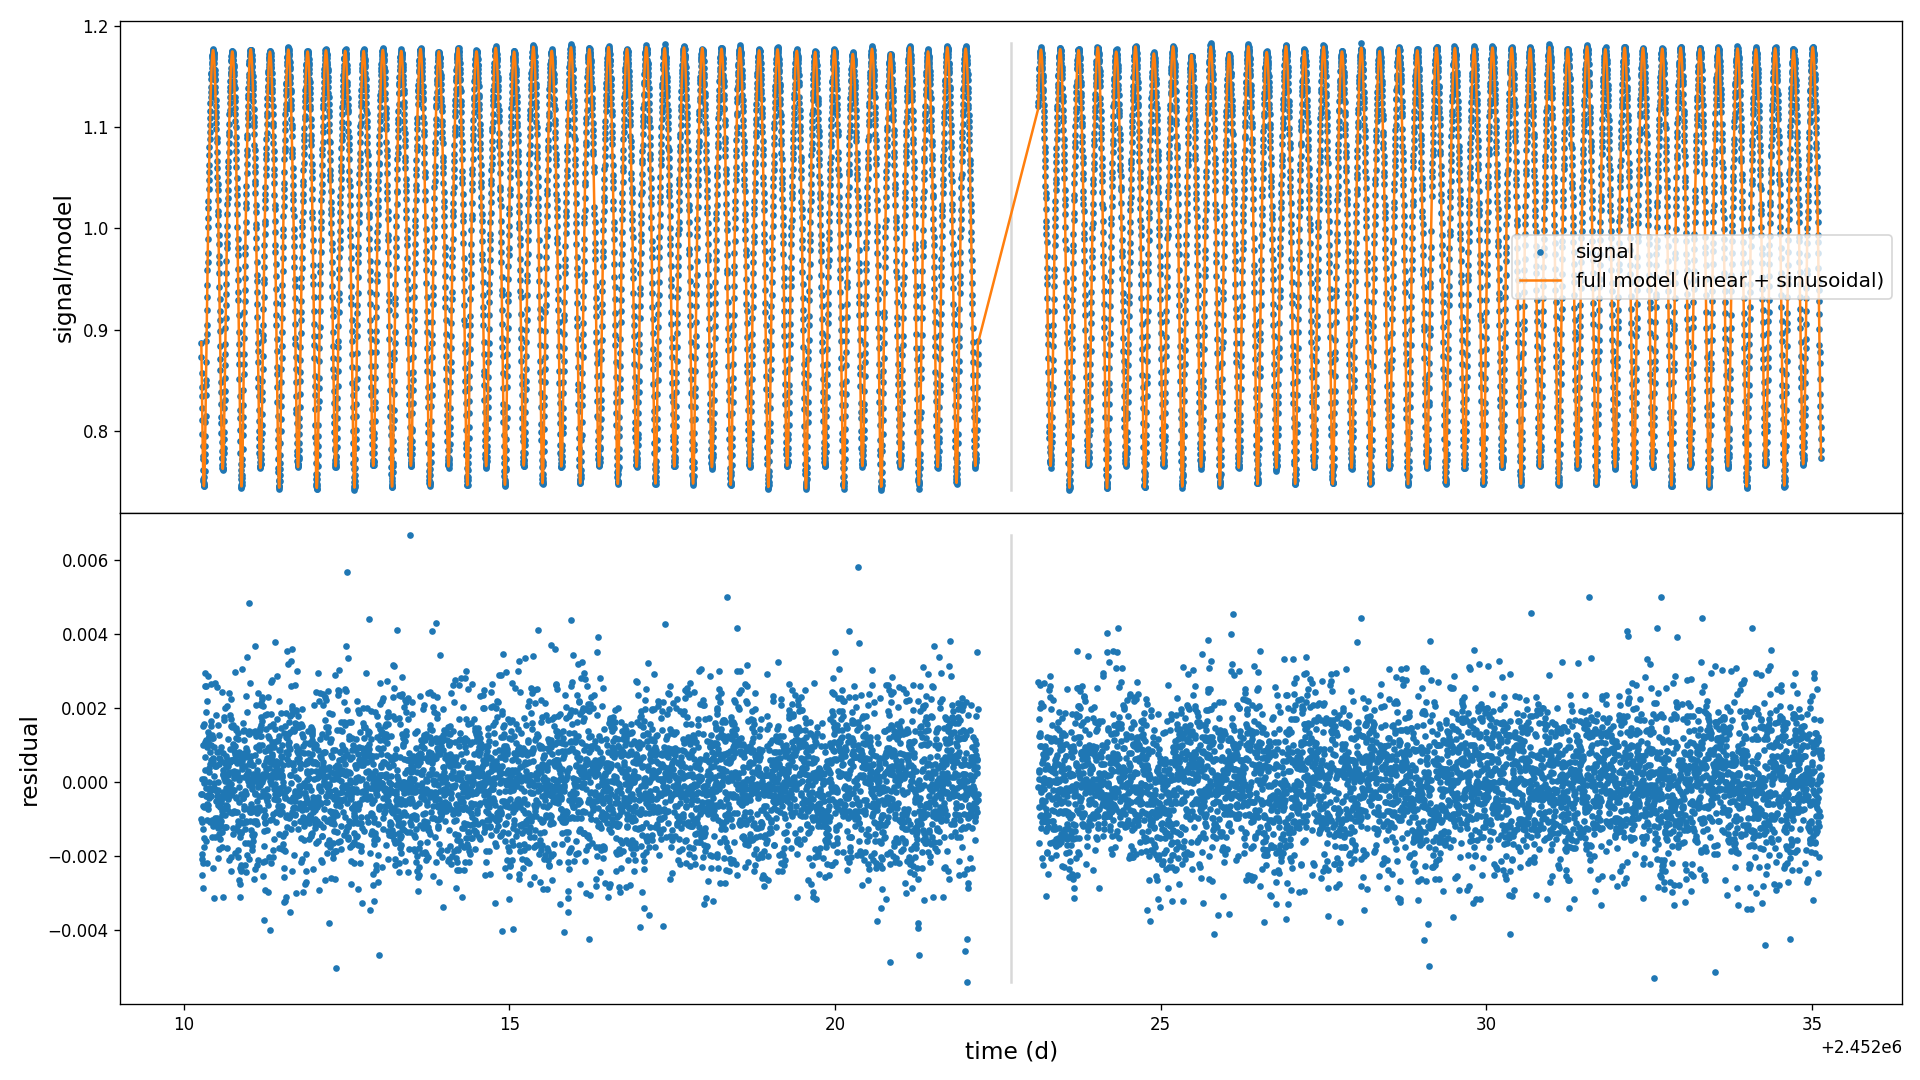 1.2
1.1
1.0
0.9
0.8
signal/model
signal
full model (linear + sinusoidal)
0.006
0.004
0.002
0.000
−0.002
−0.004
residual
10
15
20
25
30
35
time (d)
+2.452e6